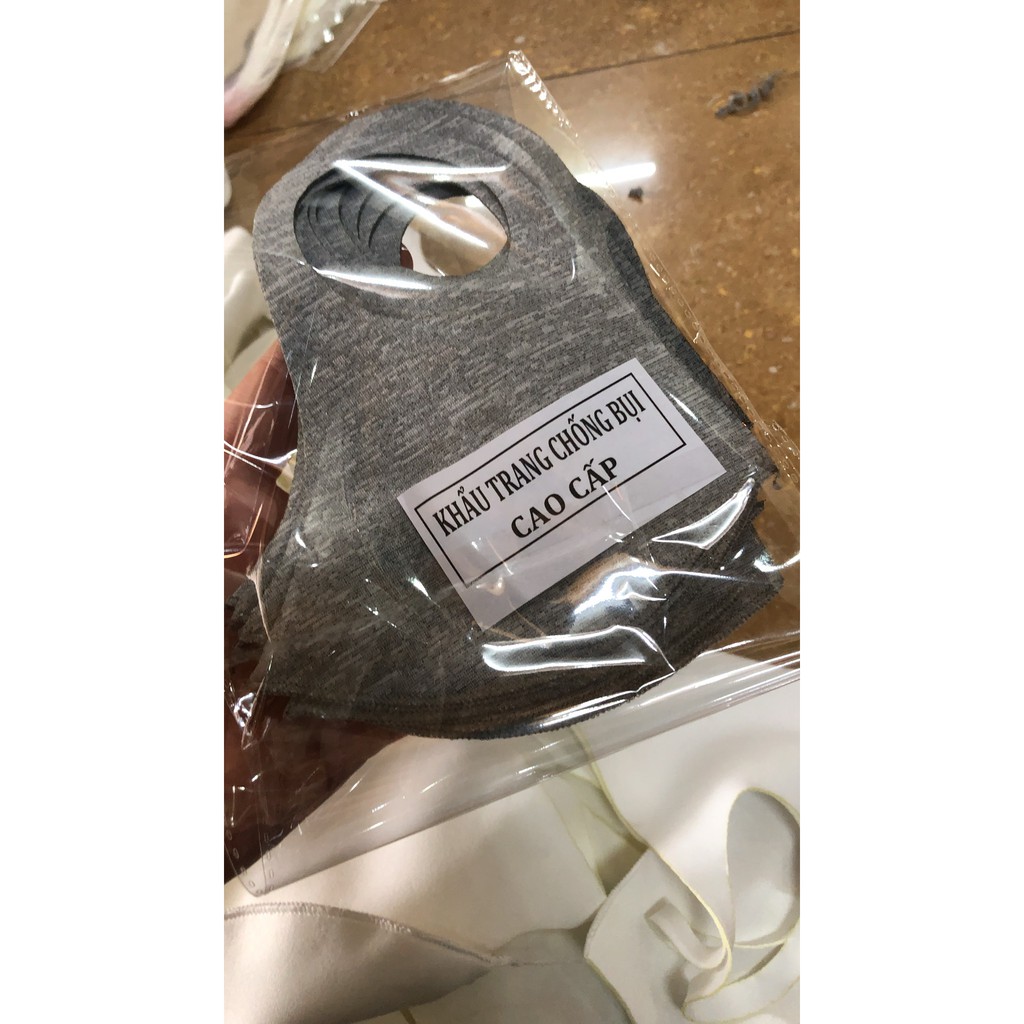 KHẨU TRANG CHỐNG BỤI
CAO CẤP